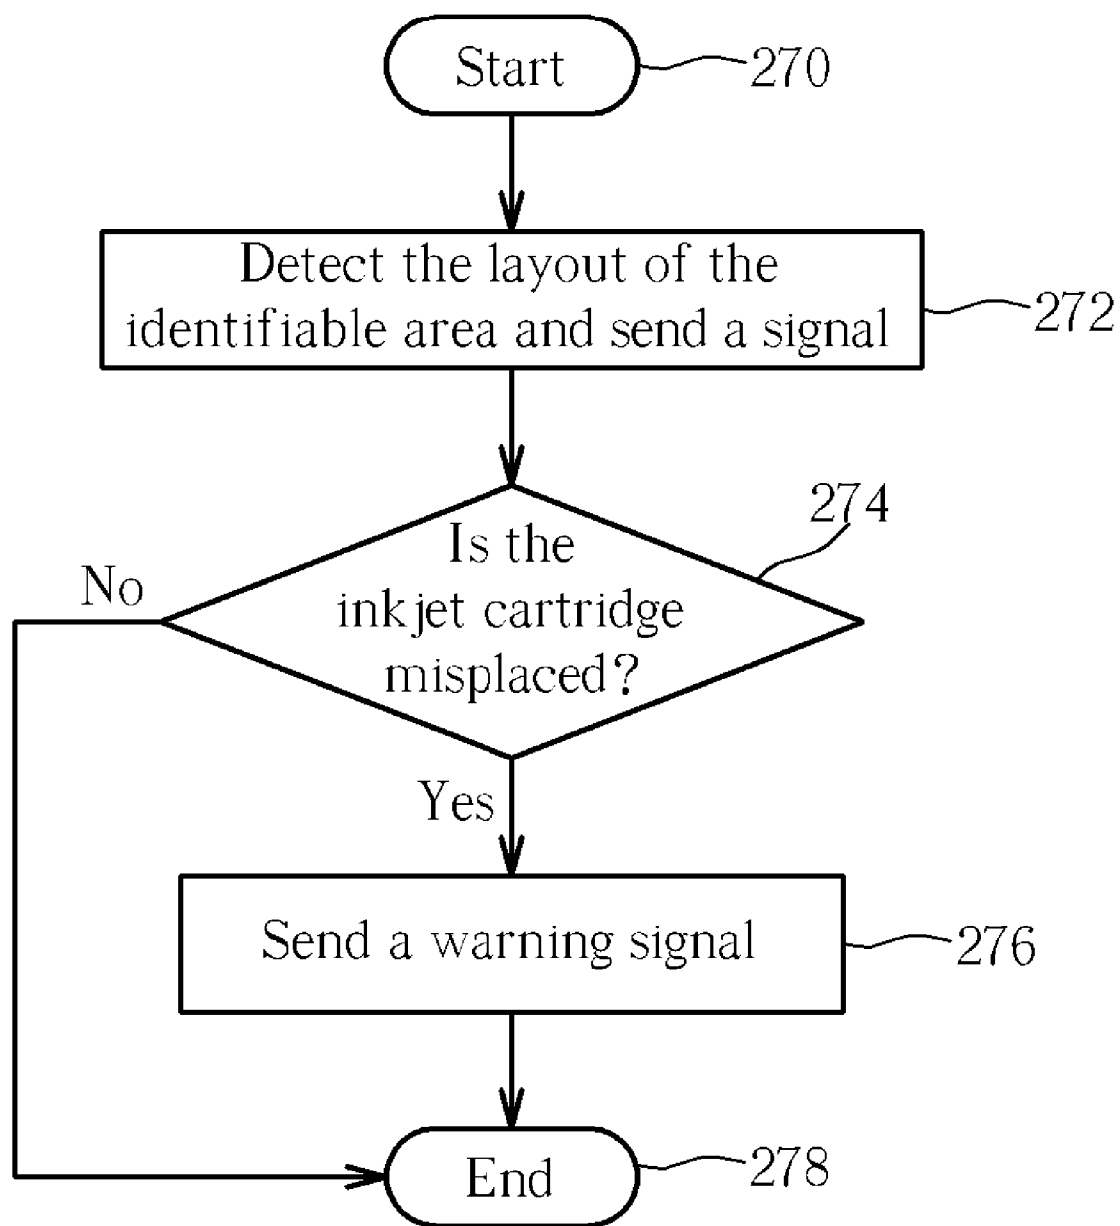 Start
270
Detect the layout of the
identifiable area and send a signal
272
274
Is the
inkjet cartridge
misplaced?
No
Yes
Send a warning signal
276
End
278